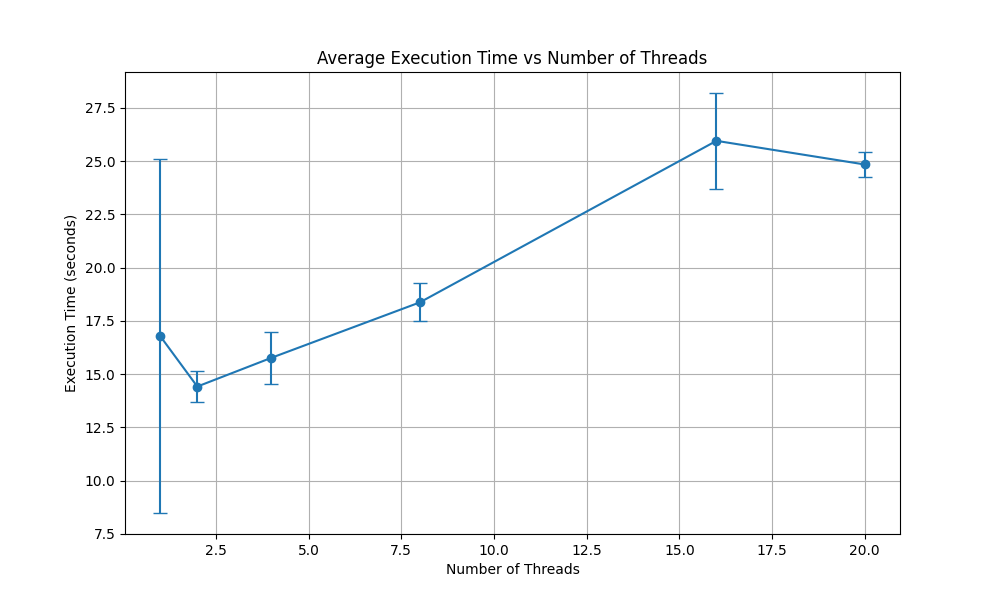 Average Execution Time vs Number of Threads
27.5
25.0
22.5
20.0
17.5
15.0
12.5
10.0
7.5
Execution Time (seconds)
2.5 5.0 7.5 10.0 12.5 15.0 17.5 20.0
Number of Threads